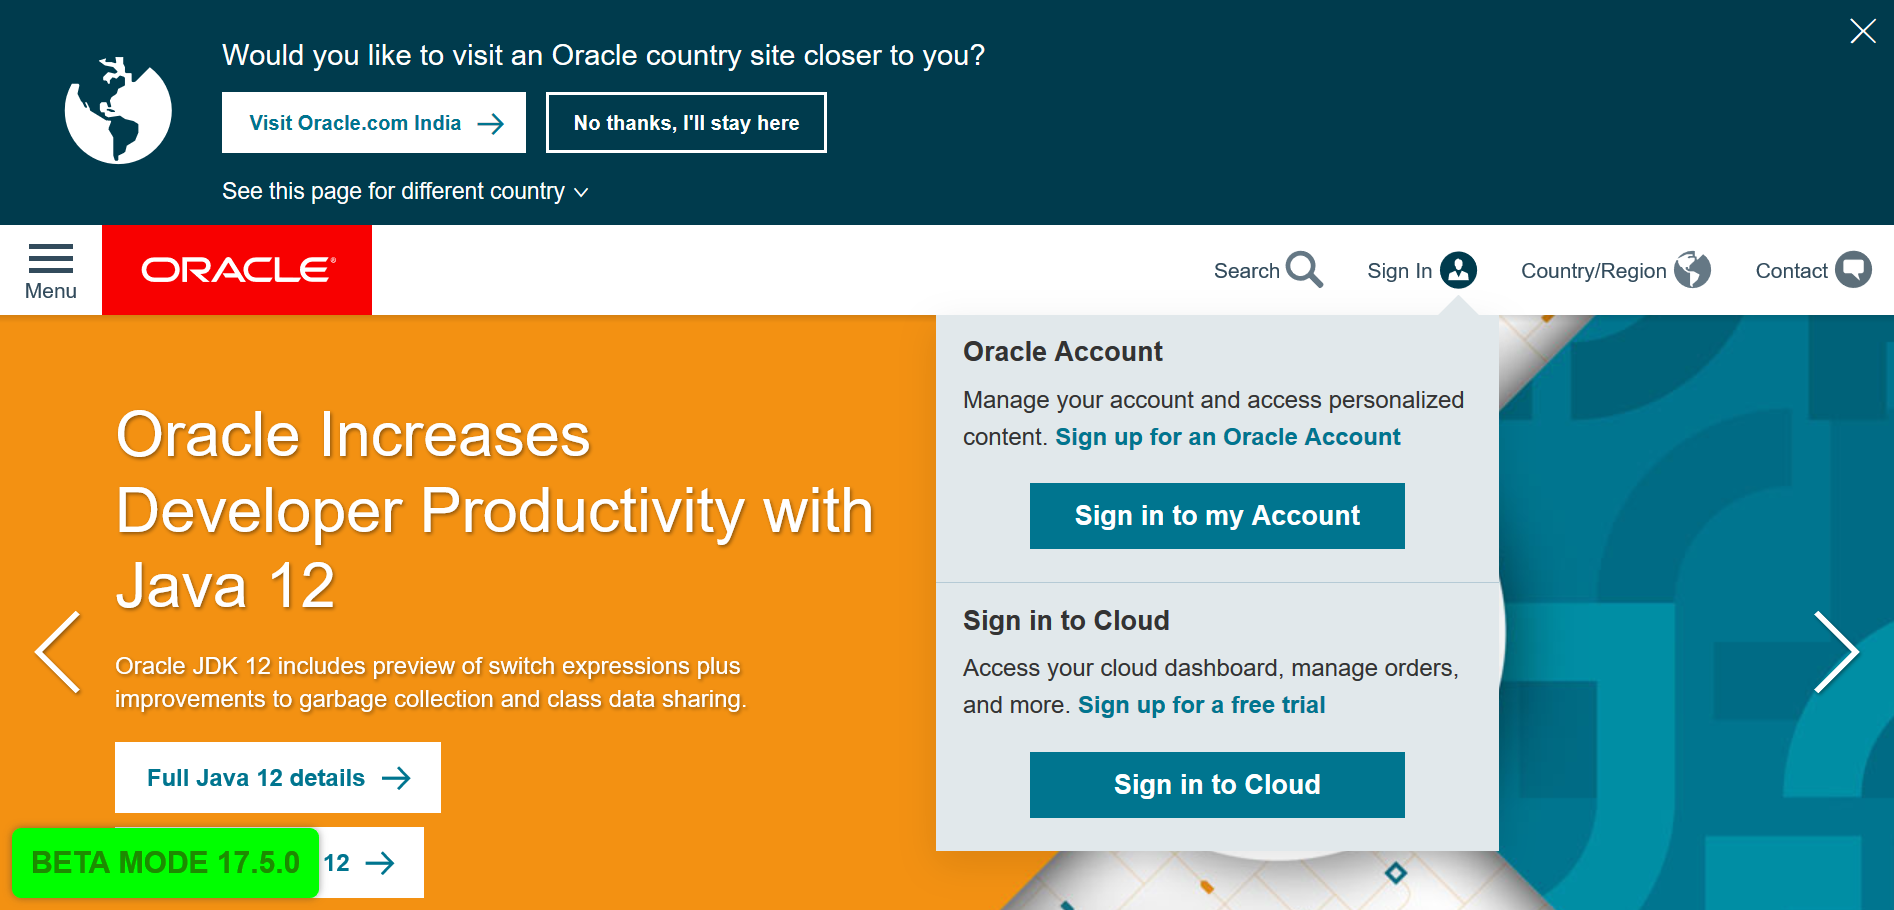 Would you like to visit an Oracle country site closer to you?
Visit Oracle.com India
No thanks, I'll stay here
See this page for different country
Menu
ORACLE®
Search
Sign In
Country/Region
Contact
Oracle Increases
Developer Productivity with
Java 12
Oracle JDK 12 includes preview of switch expressions plus
improvements to garbage collection and class data sharing.
Full Java 12 details
12
BETA MODE 17.5.0
Oracle Account
Manage your account and access personalized
content. Sign up for an Oracle Account
Sign in to my Account
Sign in to Cloud
Access your cloud dashboard, manage orders,
and more. Sign up for a free trial
Sign in to Cloud